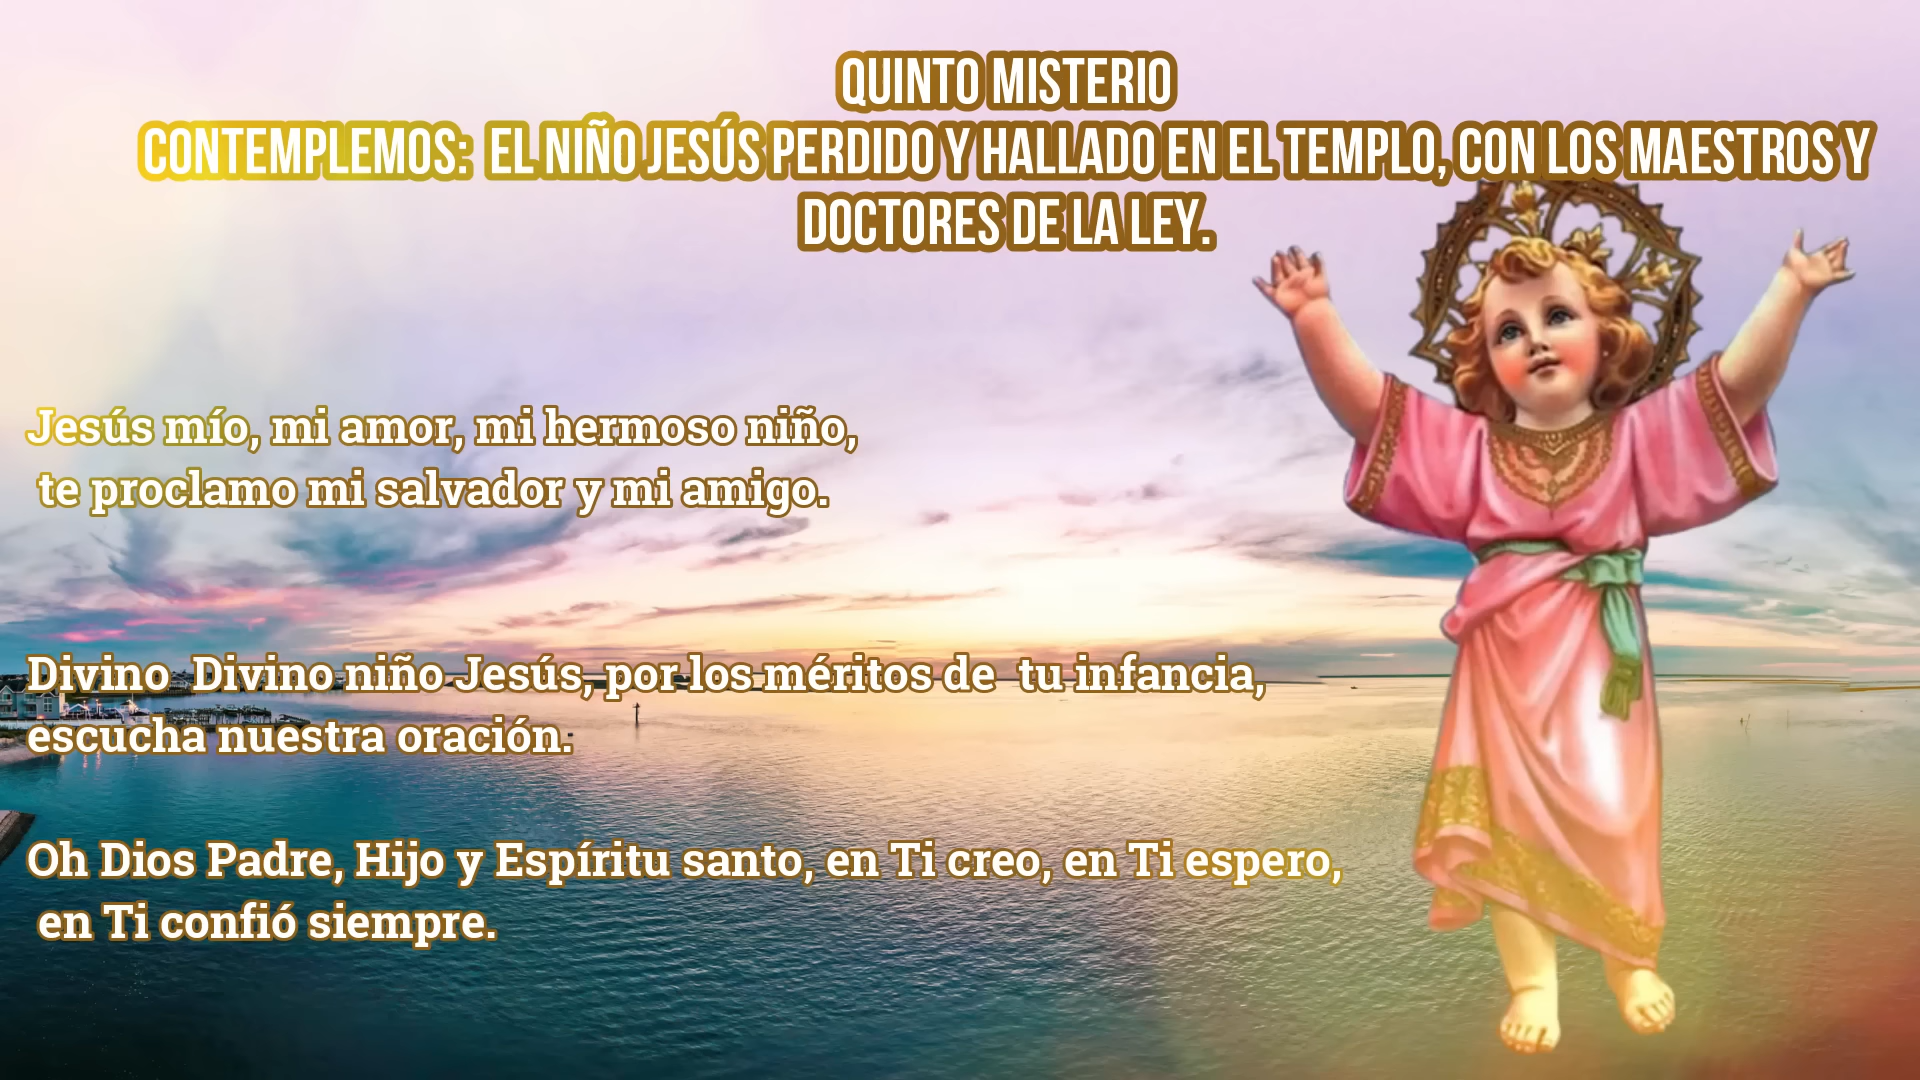 QUINTO MISTERIO
CONTEMPLEMOS: EL NIÑO JESÚS PERDIDO Y HALLADO EN EL TEMPLO, CON LOS MAESTROS Y
DOCTORES DE LA LEY.
Jesús mío, mi amor, mi hermoso niño,
te proclamo mi salvador y mi amigo.
Divino Divino niño Jesús, por los méritos de tu infancia,
escucha nuestra oración.
Oh Dios Padre, Hijo y Espíritu santo, en Ti creo, en Ti espero,
en Ti confió siempre.